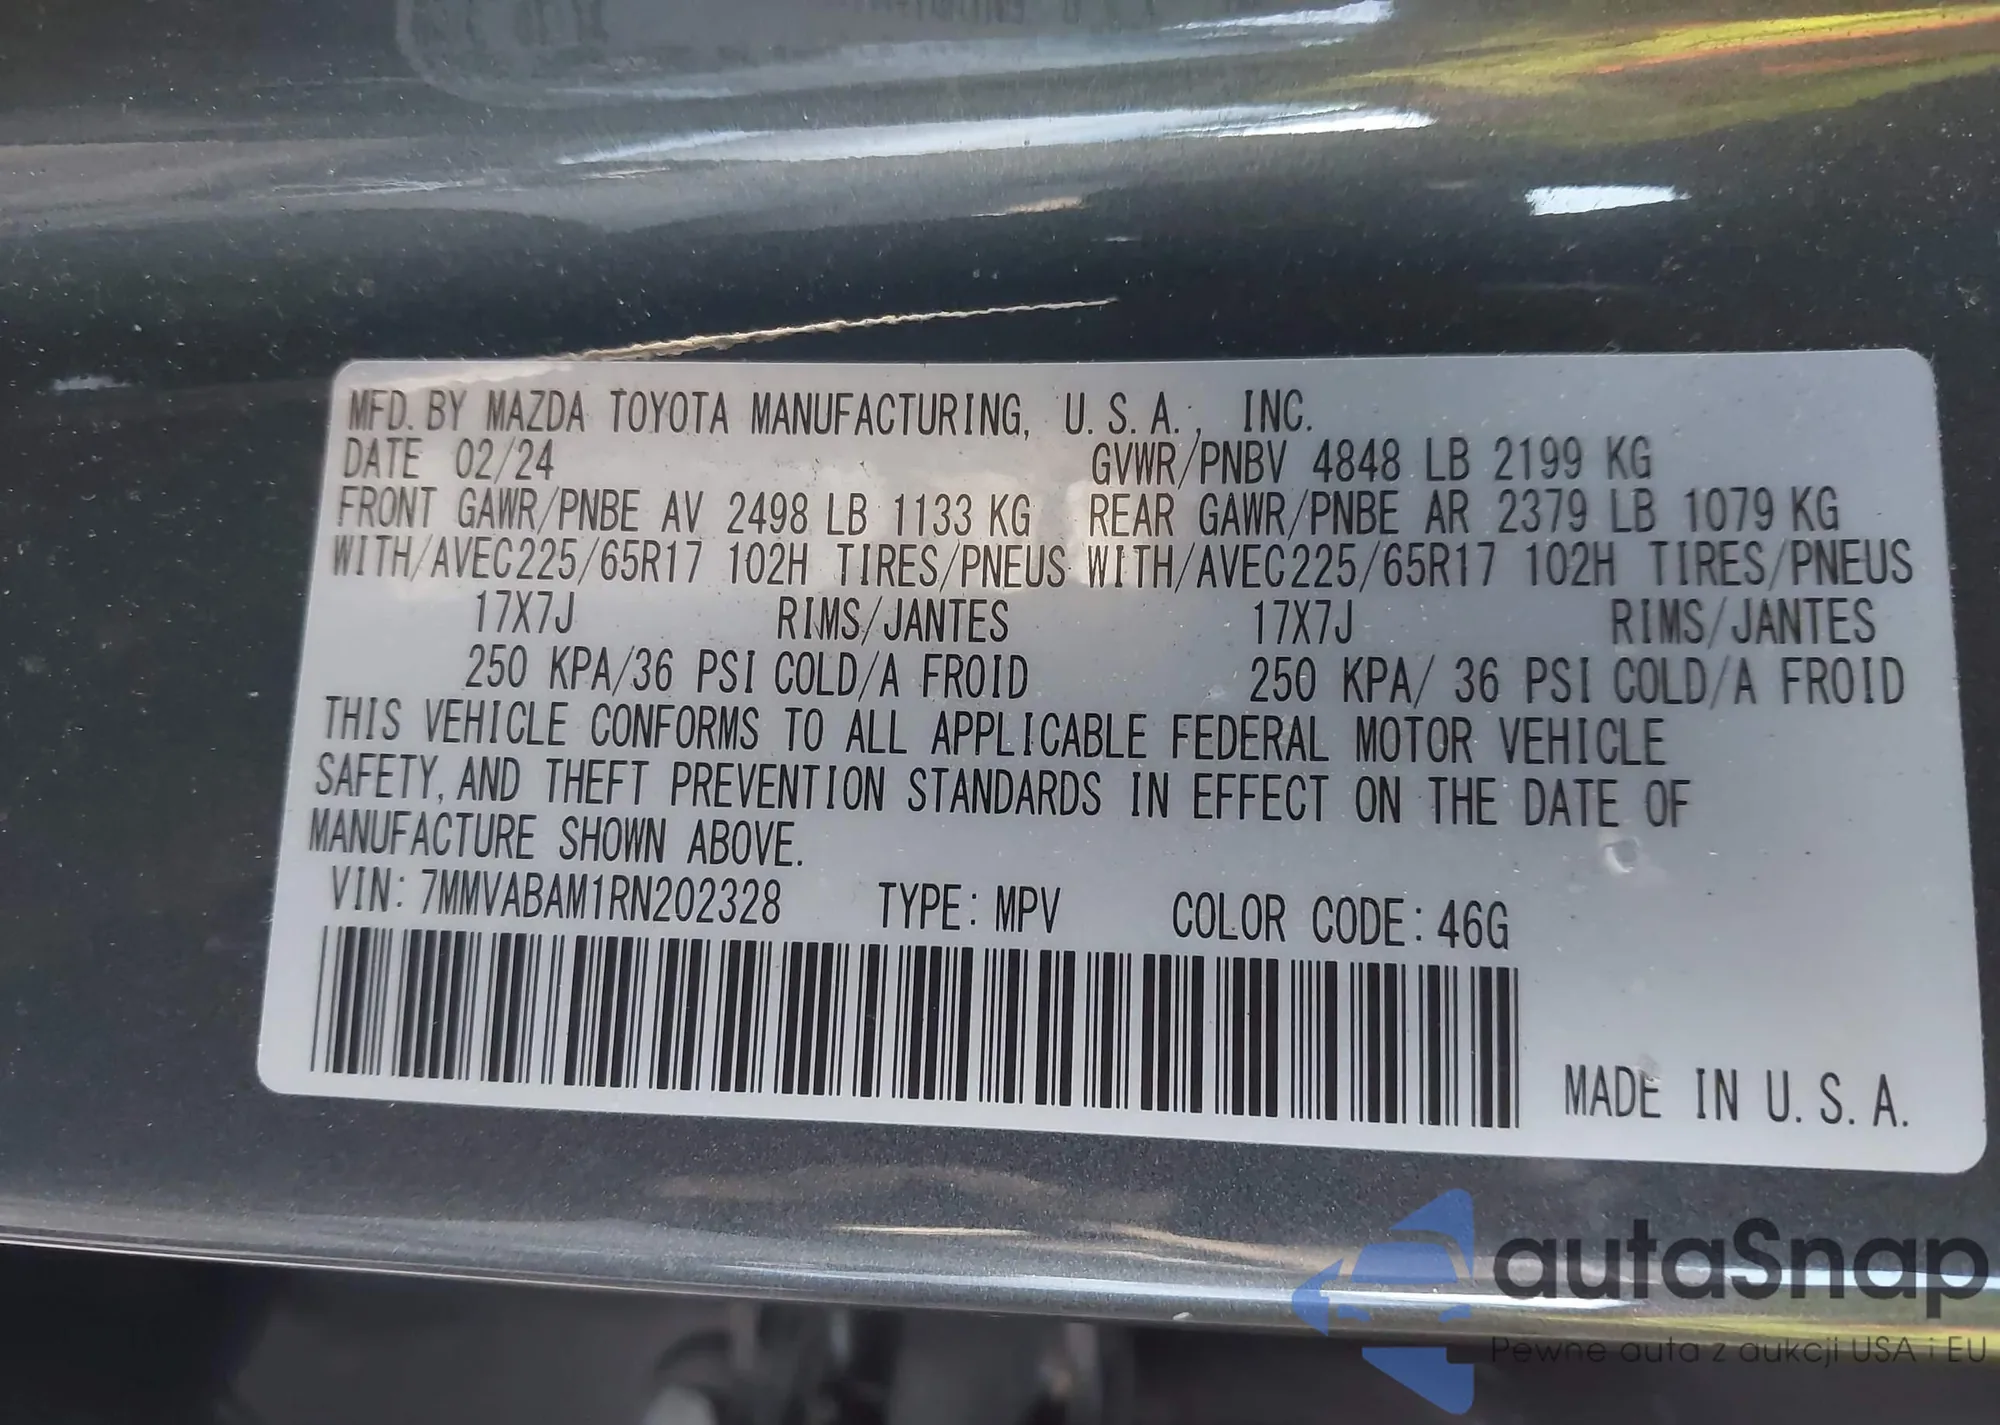 MFD. BY MAZDA TOYOTA MANUFACTURING, U.S.A., INC.
DATE 02/24 GVWR/PNBV 4848 LB 2199 KG
FRONT GAWR/PNBE AV 2498 LB 1133 KG REAR GAWR/PNBE AR 2379 LB 1079 KG
WITH/AVEC225/65R17 102H TIRES/PNEUS WITH/AVEC225/65R17 102H TIRES/PNEUS
17X7J RIMS/JANTES 17X7J RIMS/JANTES
250 KPA/36 PSI COLD/A FROID 250 KPA/ 36 PSI COLD/A FROID
THIS VEHICLE CONFORMS TO ALL APPLICABLE FEDERAL MOTOR VEHICLE
SAFETY, AND THEFT PREVENTION STANDARDS IN EFFECT ON THE DATE OF
MANUFACTURE SHOWN ABOVE.
VIN: 7MMVABAM1RN202328 TYPE: MPV COLOR CODE: 46G
MADE IN U.S.A.
autaSnap
Pewne auta z aukcji USA i EU